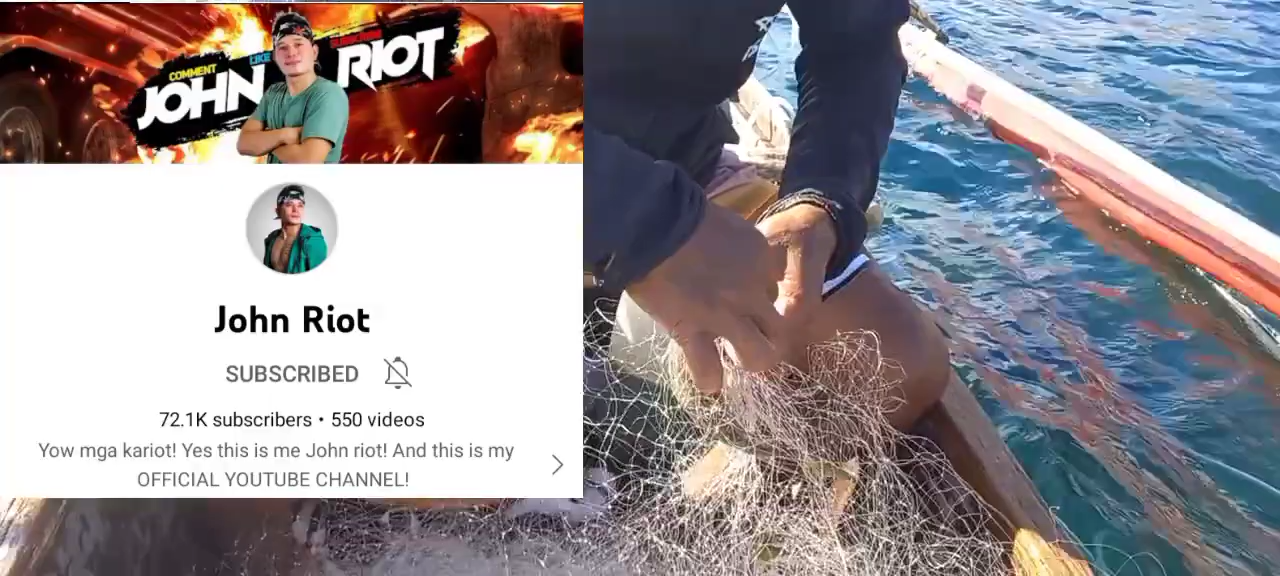 COMMENT
LIKE
SUBSCRIBE
JOHN RIOT
John Riot
SUBSCRIBED
72.1K subscribers • 550 videos
Yow mga kariot! Yes this is me John riot! And this is my
OFFICIAL YOUTUBE CHANNEL!